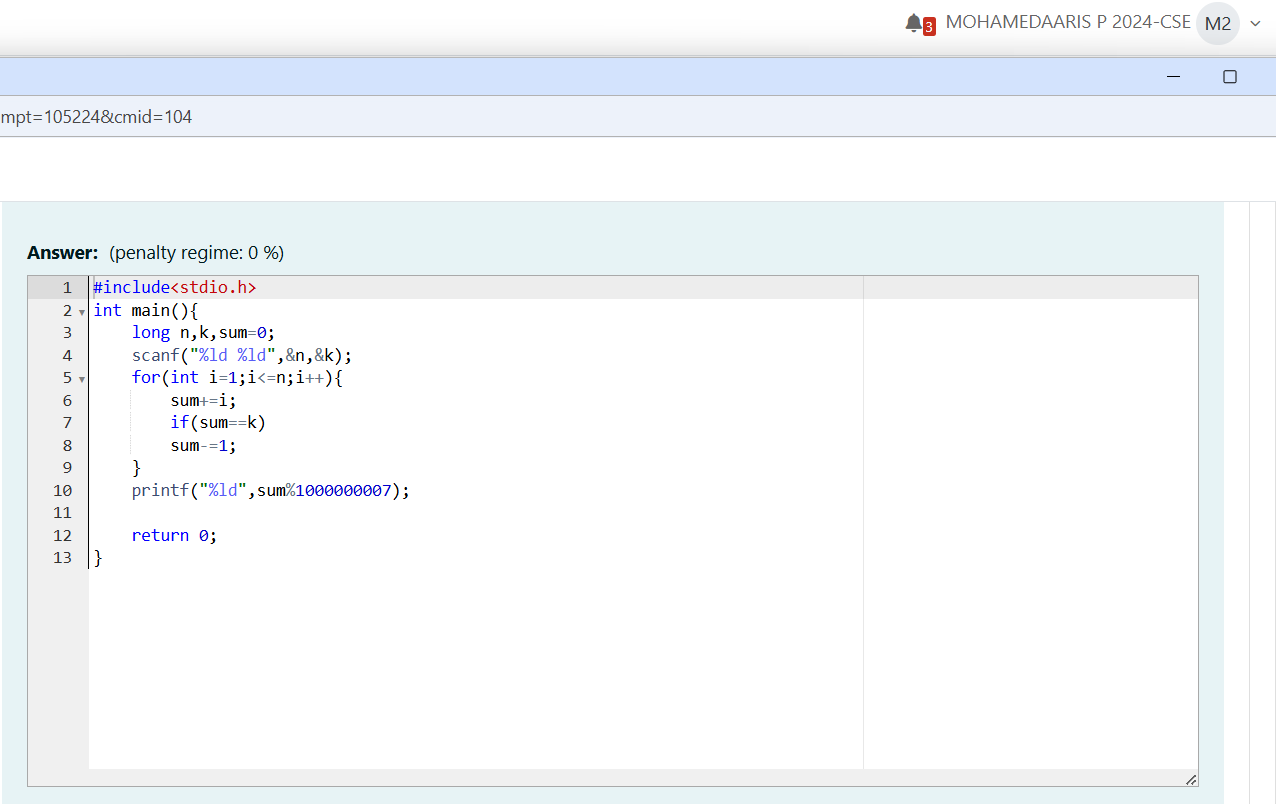 3 MOHAMEDAARIS P 2024-CSE M2
mpt=105224&cmid=104
Answer: (penalty regime: 0 %)
1 #include<stdio.h>
2 int main(){
3     long n,k,sum=0;
4     scanf("%ld %ld",&n,&k);
5     for(int i=1;i<=n;i++){
6         sum+=i;
7         if(sum==k)
8         sum-=1;
9     }
10     printf("%ld",sum%1000000007);
11
12     return 0;
13 }